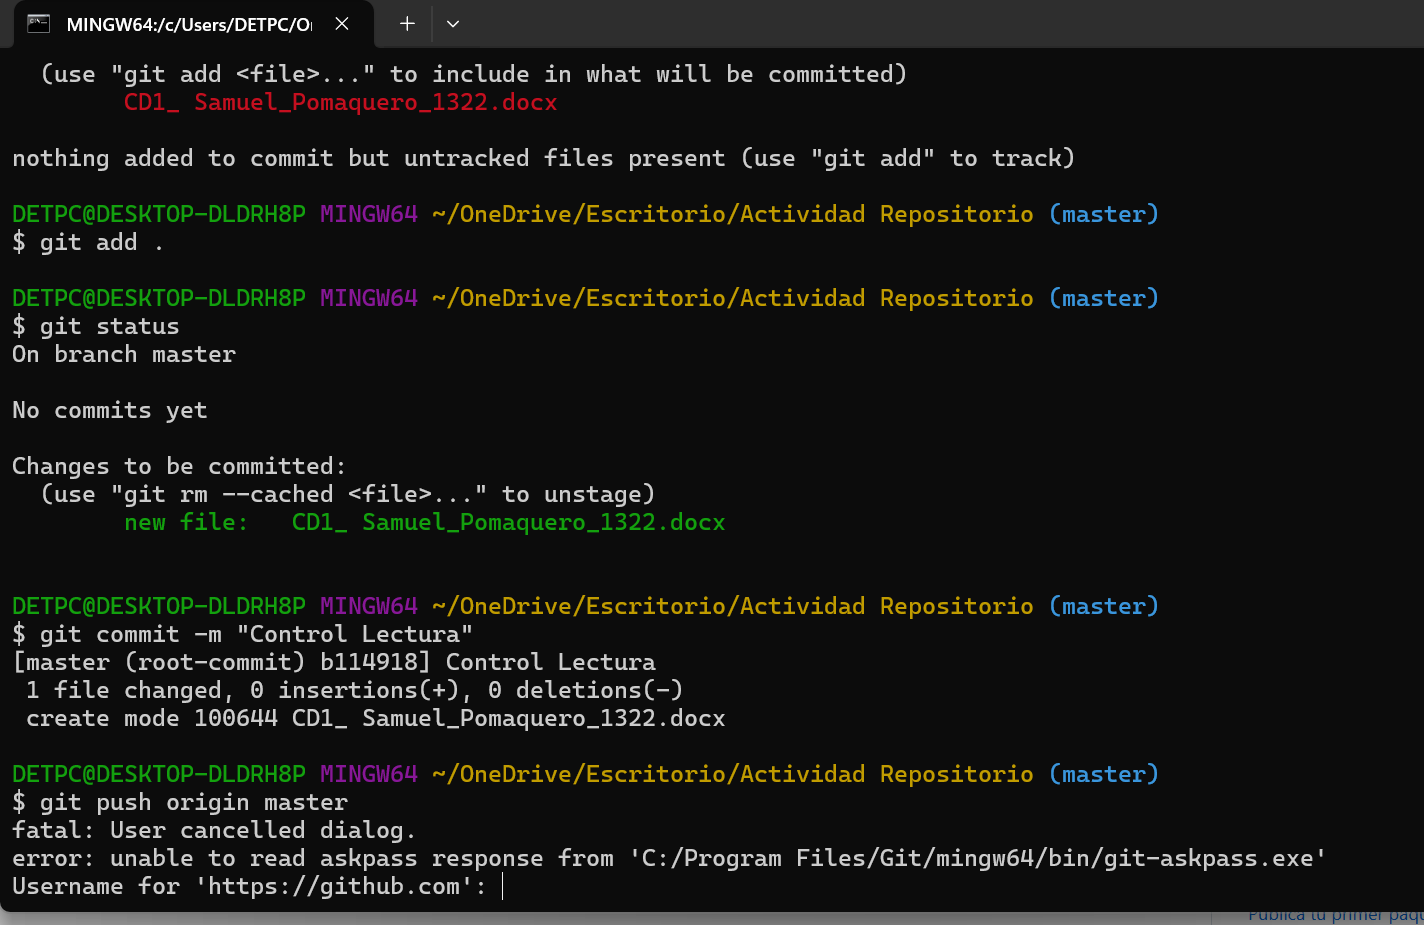 MINGW64:/c/Users/DETPC/O
(use "git add <file>..." to include in what will be committed)
CD1_ Samuel_Pomaquero_1322.docx
nothing added to commit but untracked files present (use "git add" to track)
DETPC@DESKTOP-DLDRH8P MINGW64 ~/OneDrive/Escritorio/Actividad Repositorio (master)
$ git add .
DETPC@DESKTOP-DLDRH8P MINGW64 ~/OneDrive/Escritorio/Actividad Repositorio (master)
$ git status
On branch master
No commits yet
Changes to be committed:
(use "git rm --cached <file>..." to unstage)
new file:   CD1_ Samuel_Pomaquero_1322.docx
DETPC@DESKTOP-DLDRH8P MINGW64 ~/OneDrive/Escritorio/Actividad Repositorio (master)
$ git commit -m "Control Lectura"
[master (root-commit) b114918] Control Lectura
1 file changed, 0 insertions(+), 0 deletions(-)
create mode 100644 CD1_ Samuel_Pomaquero_1322.docx
DETPC@DESKTOP-DLDRH8P MINGW64 ~/OneDrive/Escritorio/Actividad Repositorio (master)
$ git push origin master
fatal: User cancelled dialog.
error: unable to read askpass response from 'C:/Program Files/Git/mingw64/bin/git-askpass.exe'
Username for 'https://github.com':
Publica tu primer paq